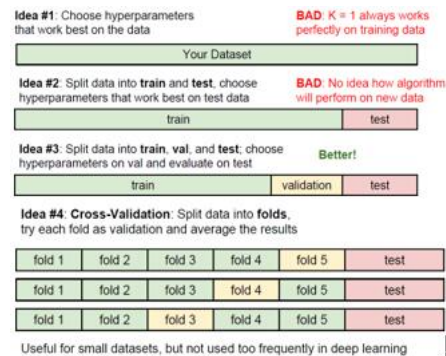 Idea #1: Choose hyperparameters
that work best on the data
BAD: K = 1 always works
perfectly on training data
Your Dataset
Idea #2: Split data into train and test, choose
hyperparameters that work best on test data
BAD: No idea how algorithm
will perform on new data
train test
Idea #3: Split data into train, val, and test; choose
hyperparameters on val and evaluate on test
Better!
train validation test
Idea #4: Cross-Validation: Split data into folds,
try each fold as validation and average the results
fold 1 fold 2 fold 3 fold 4 fold 5 test
fold 1 fold 2 fold 3 fold 4 fold 5 test
fold 1 fold 2 fold 3 fold 4 fold 5 test
Useful for small datasets, but not used too frequently in deep learning